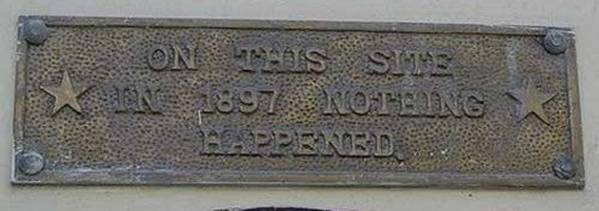 ON THIS SITE
IN 1897 NOTHING
HAPPENED.